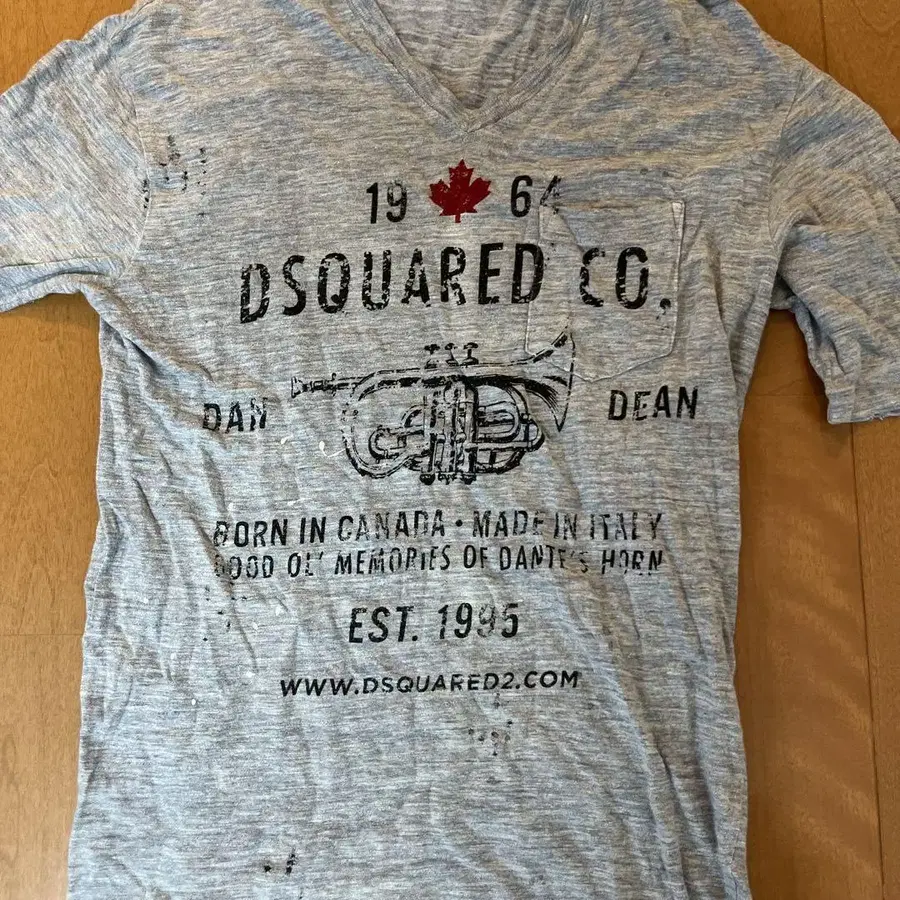 19 64
DSQUARED CO.
DAN DEAN
BORN IN CANADA • MADE IN ITALY
GOOD OL' MEMORIES OF DANTE'S HORN
EST. 1995
WWW.DSQUARED2.COM